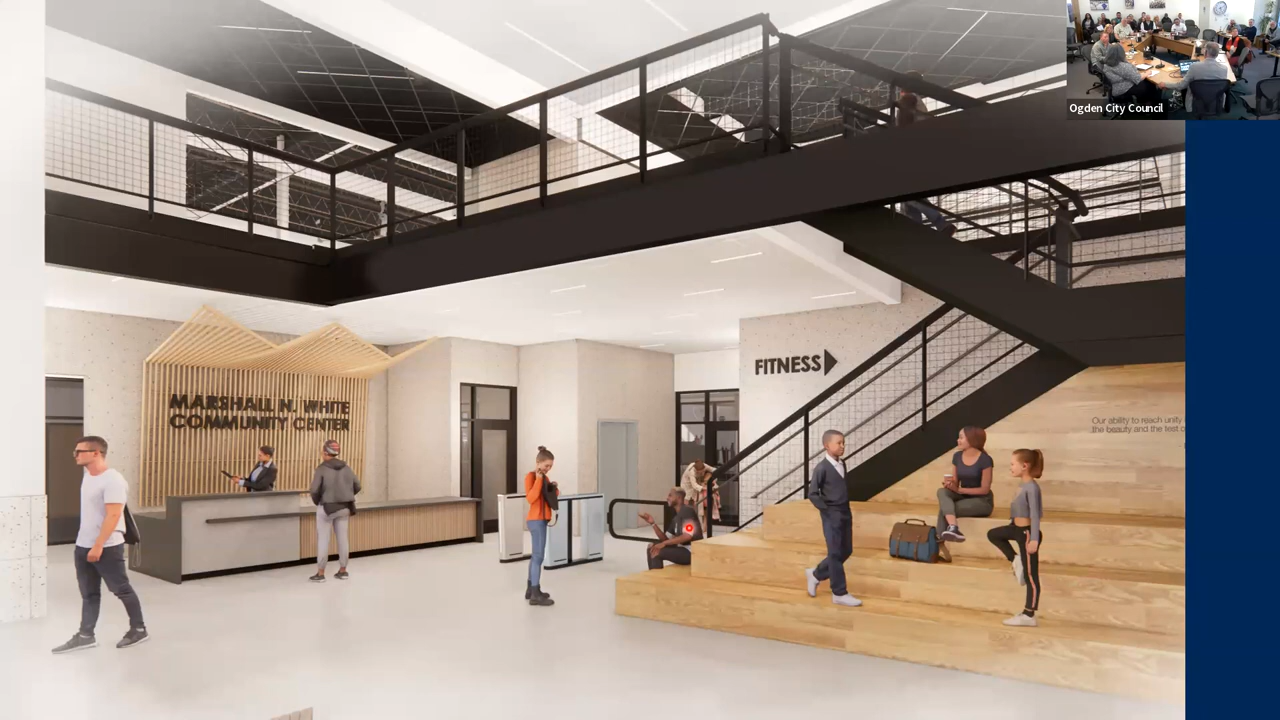 Ogden City Council
FITNESS
MARSHALL N. WHITE
COMMUNITY CENTER
Our ability to reach unity
the beauty and the test o